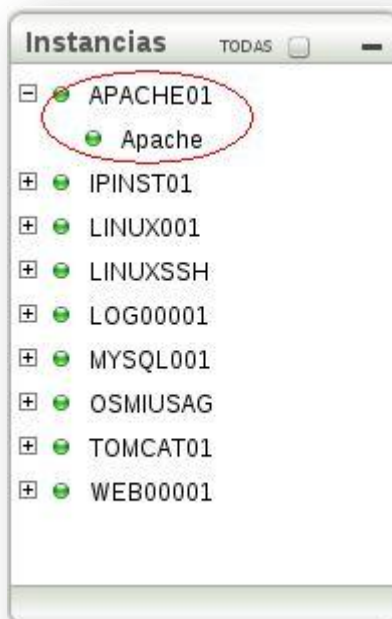 Instancias TODAS
APACHE01
Apache
IPINST01
LINUX001
LINUXSSH
LOG00001
MYSQL001
OSMIUSAG
TOMCAT01
WEB00001